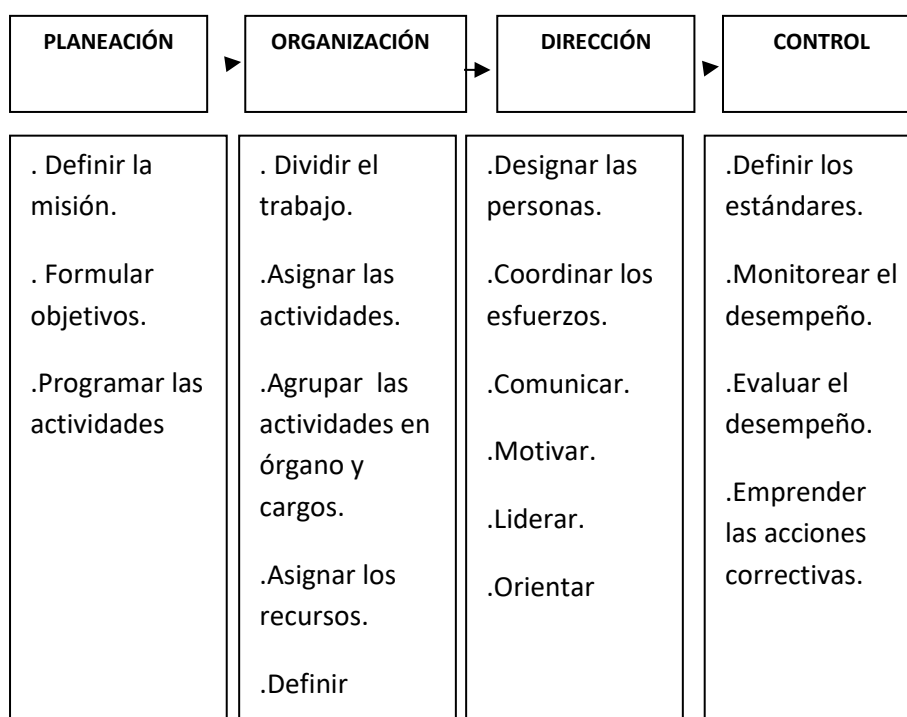 PLANEACIÓN
ORGANIZACIÓN
DIRECCIÓN
CONTROL
. Definir la
misión.
. Formular
objetivos.
.Programar las
actividades
. Dividir el
trabajo.
.Asignar las
actividades.
.Agrupar  las
actividades en
órgano y
cargos.
.Asignar los
recursos.
.Definir
.Designar las
personas.
.Coordinar los
esfuerzos.
.Comunicar.
.Motivar.
.Liderar.
.Orientar
.Definir los
estándares.
.Monitorear el
desempeño.
.Evaluar el
desempeño.
.Emprender
las acciones
correctivas.